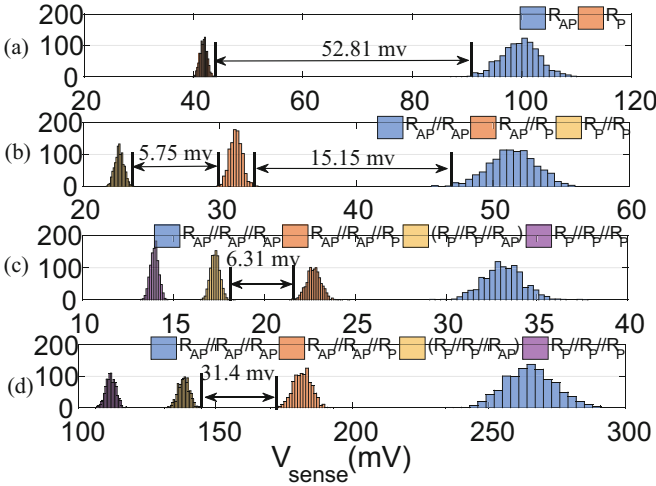 R_AP R_P
(a) 200 100 0 52.81 mv
20 40 60 80 100 120
R_AP//R_AP R_AP//R_P R_P//R_P
(b) 200 100 0 5.75 mv 15.15 mv
20 30 40 50 60
R_AP//R_AP//R_AP R_AP//R_AP//R_P (R_P//R_P//R_AP) R_P//R_P//R_P
(c) 200 100 0 6.31 mv
10 15 20 25 30 35 40
R_AP//R_AP//R_AP R_AP//R_AP//R_P (R_P//R_P//R_AP) R_P//R_P//R_P
(d) 200 100 0 31.4 mv
100 150 200 250 300
V_sense(mV)